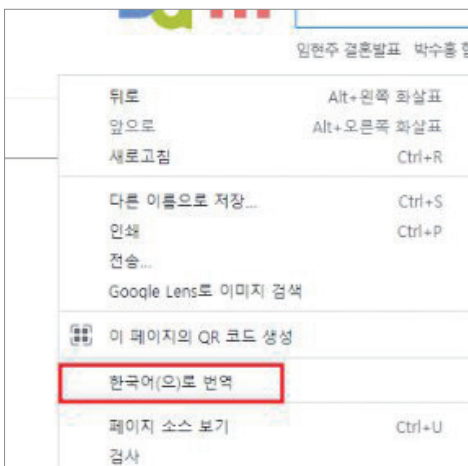 임현주 결혼발표 박수홍
뒤로 Alt+왼쪽 화살표
앞으로 Alt+오른쪽 화살표
새로고침 Ctrl+R
다른 이름으로 저장... Ctrl+S
인쇄 Ctrl+P
전송...
Google Lens로 이미지 검색
이 페이지의 QR 코드 생성
한국어(으)로 번역
페이지 소스 보기 Ctrl+U
검사